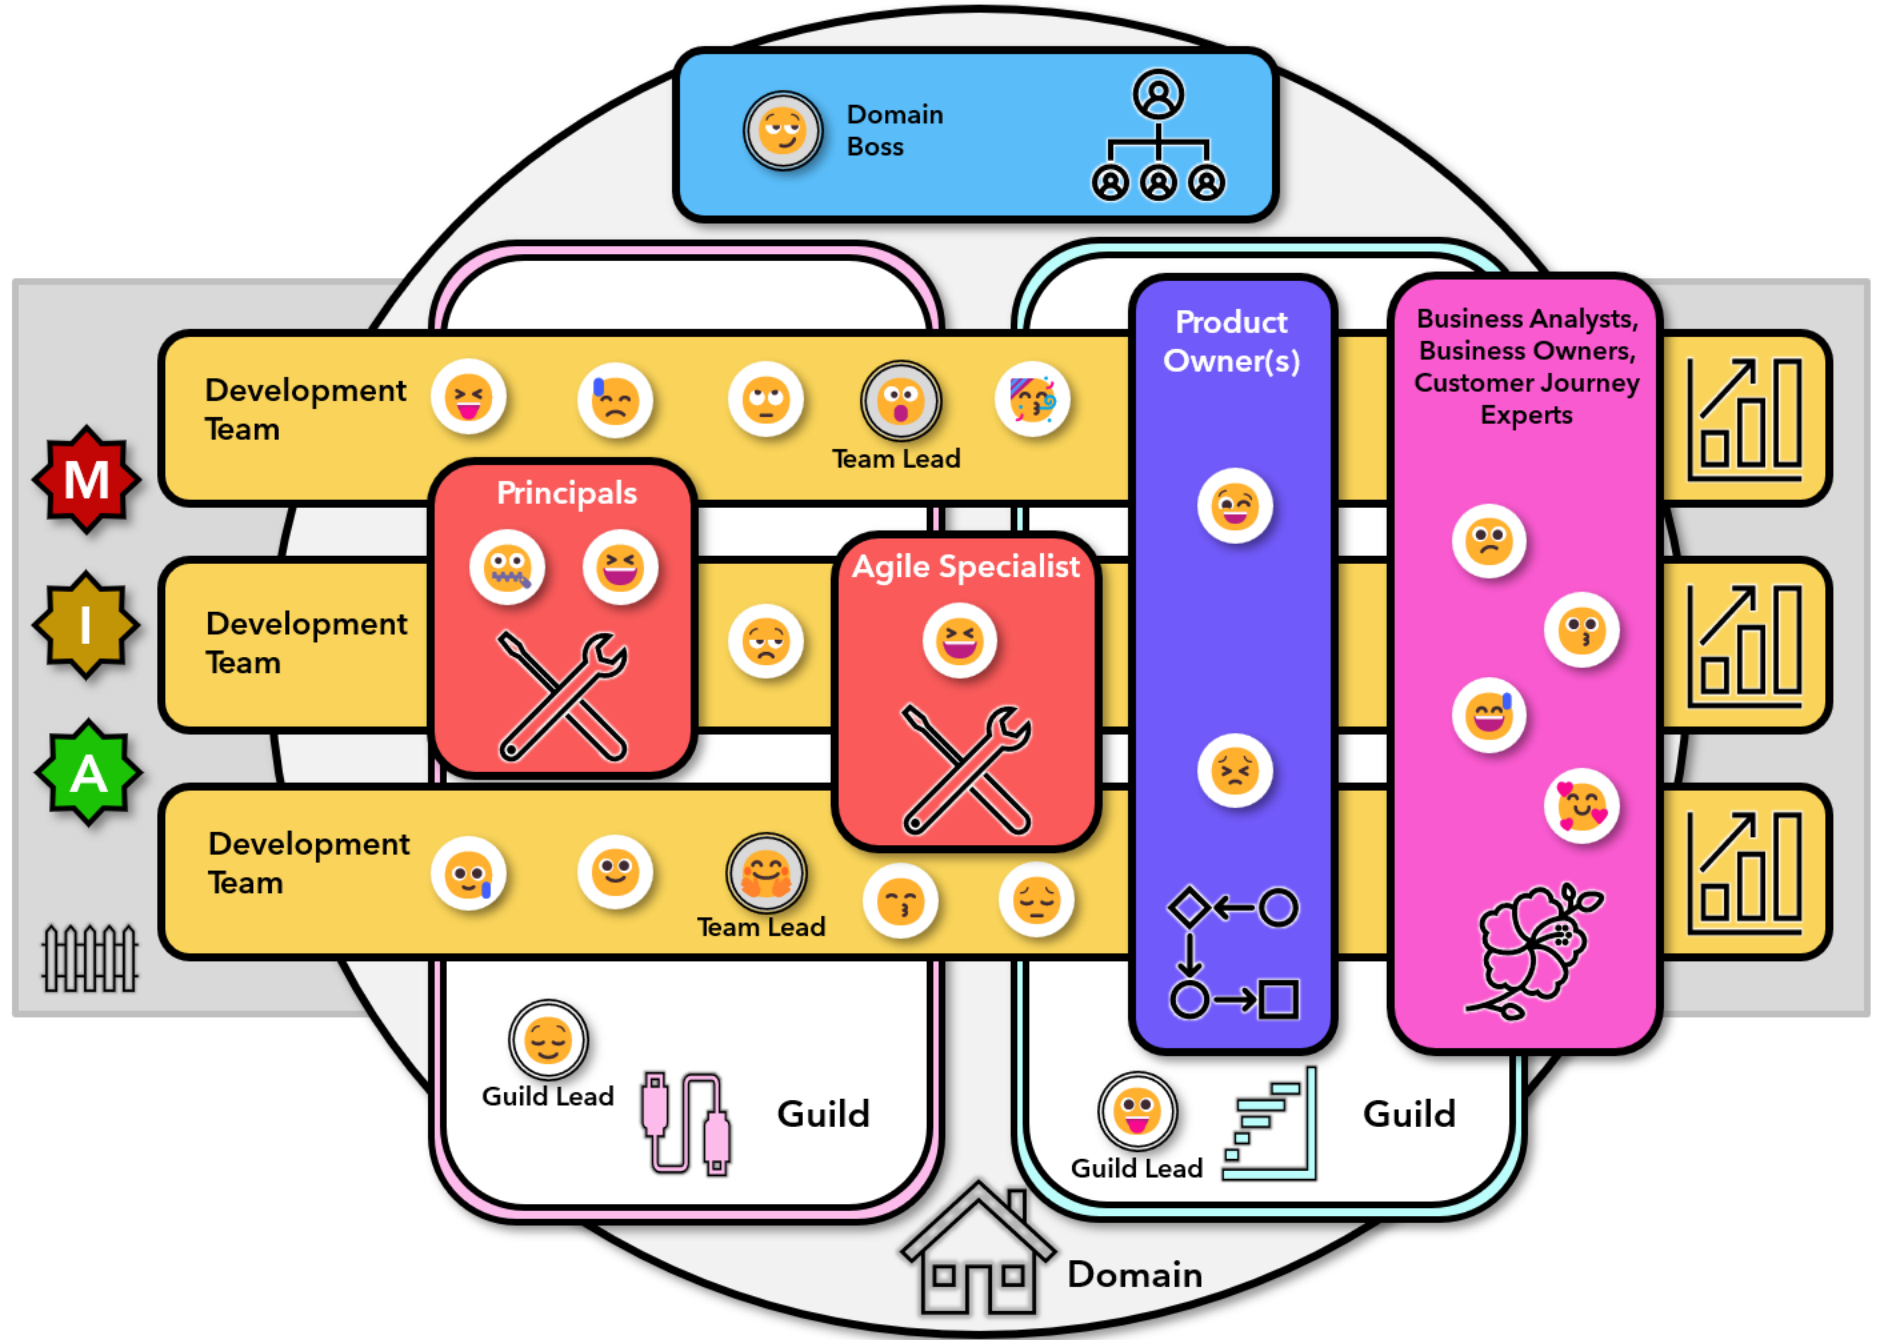 Domain
Boss
Product
Owner(s)
Business Analysts,
Business Owners,
Customer Journey
Experts
Development
Team
Team Lead
M
Principals
Agile Specialist
I
Development
Team
A
Development
Team
Team Lead
Guild Lead
Guild
Guild Lead
Guild
Domain